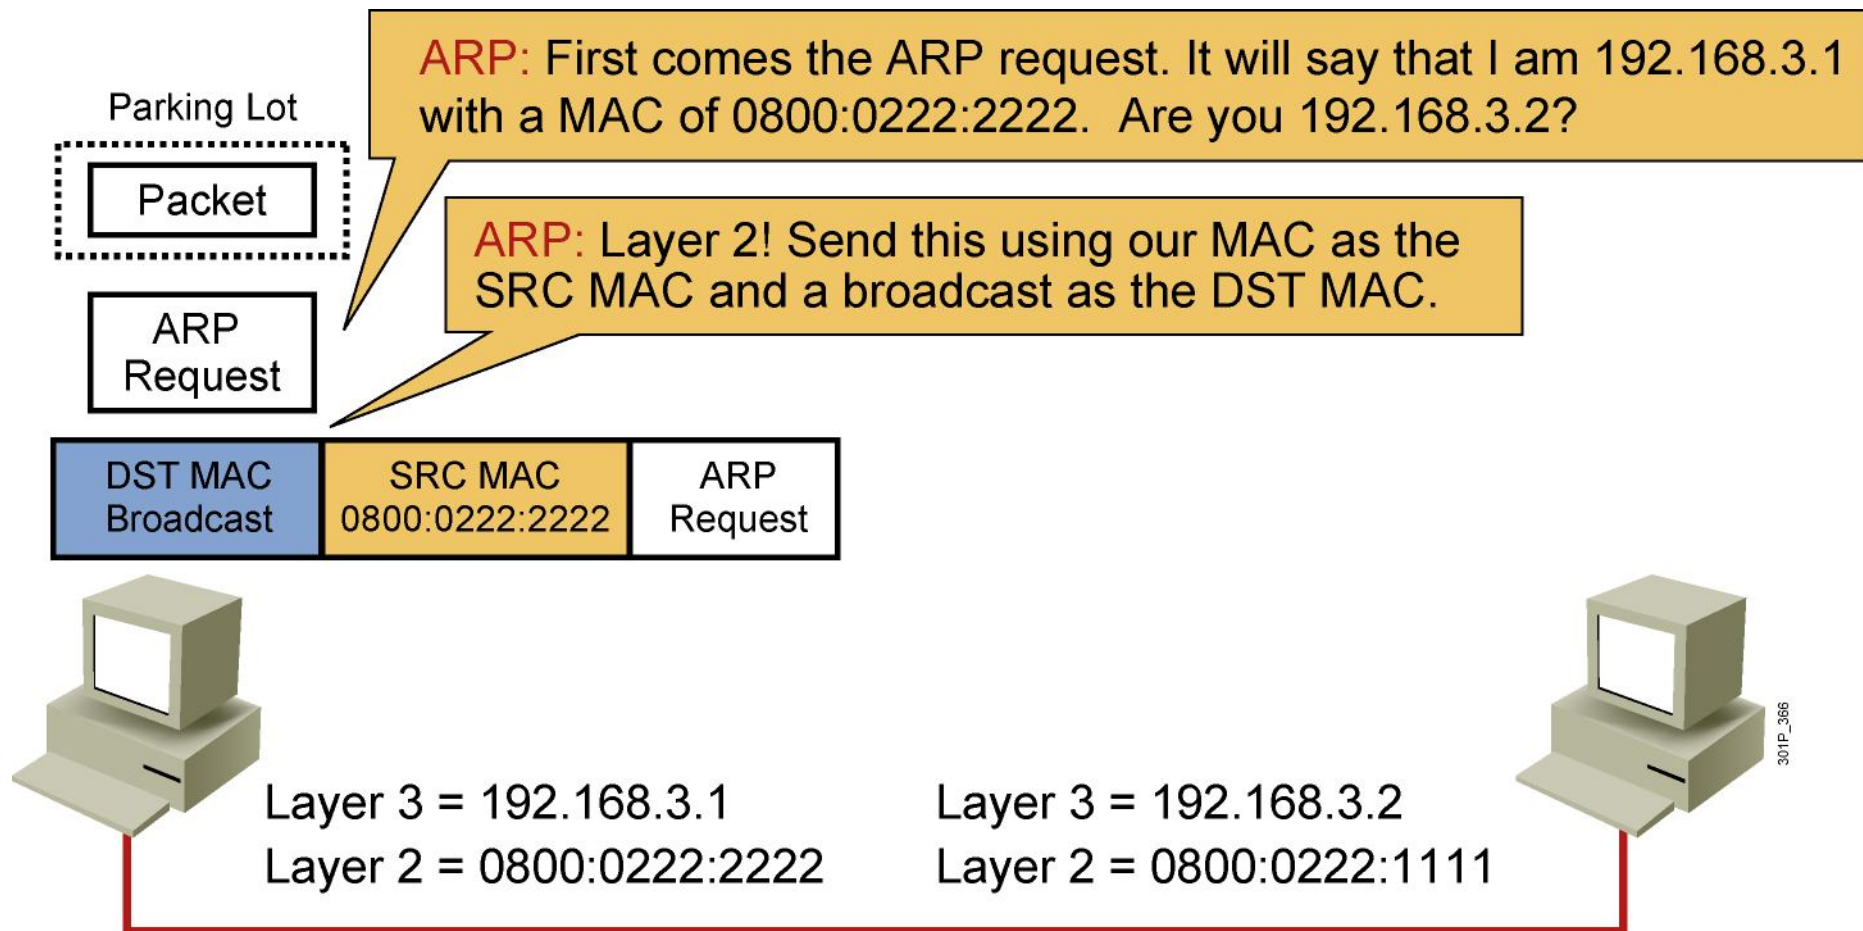 ARP: First comes the ARP request. It will say that I am 192.168.3.1
with a MAC of 0800:0222:2222. Are you 192.168.3.2?
Parking Lot
Packet
ARP: Layer 2! Send this using our MAC as the
SRC MAC and a broadcast as the DST MAC.
ARP
Request
DST MAC
Broadcast
SRC MAC
0800:0222:2222
ARP
Request
Layer 3 = 192.168.3.1
Layer 2 = 0800:0222:2222
Layer 3 = 192.168.3.2
Layer 2 = 0800:0222:1111
301P_366